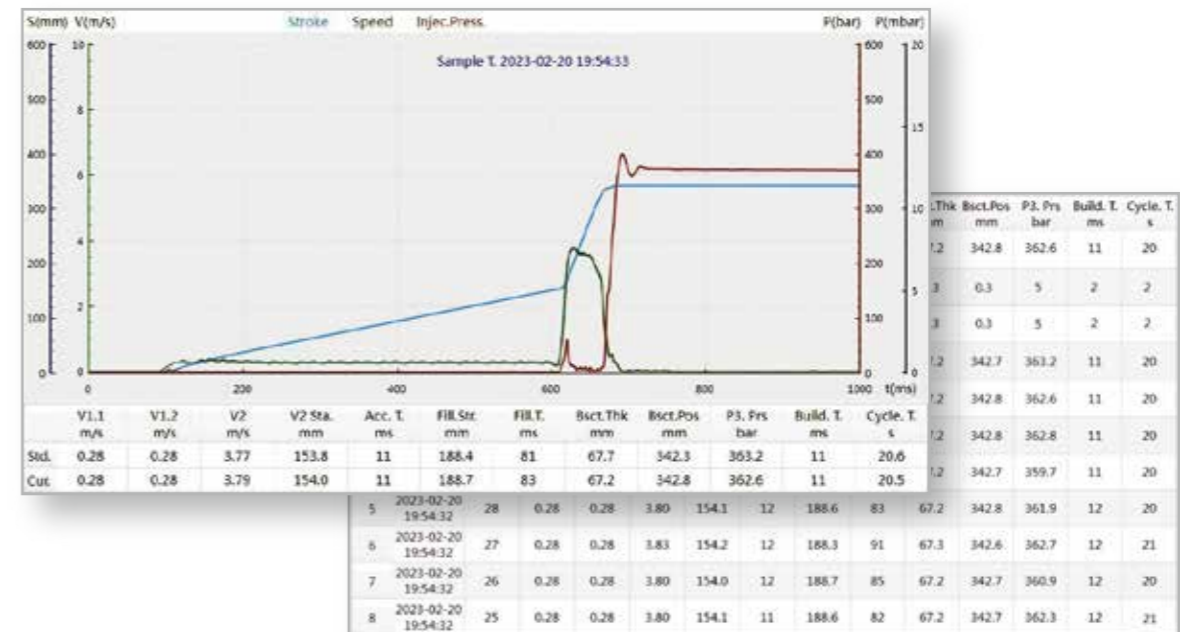 S(mm) V(m/s) Stroke Speed Injec.Press. P(bar) P(mbar)
Sample T. 2023-02-20 19:54:33
600 10 600 20
500 8 500 15
400 6 400
300 4 300 10
200 200
100 2 100 5
0 0 0 0
0 200 400 600 800 1000 t(ms)
V1.1 V1.2 V2 V2 Sta. Acc. T. Fill.Str. Fill.T. Bsct.Thk Bsct.Pos P3. Prs Build. T. Cycle. T.
m/s m/s m/s mm ms mm ms mm mm bar ms s
Std. 0.28 0.28 3.77 153.8 11 188.4 81 67.7 342.3 363.2 11 20.6
Cut. 0.28 0.28 3.79 154.0 11 188.7 83 67.2 342.8 362.6 11 20.5
.Thk Bsct.Pos P3. Prs Build. T. Cycle. T.
mm bar ms s
342.8 362.6 11 20
0.3 5 2 2
0.3 5 2 2
342.7 363.2 11 20
342.8 362.6 11 20
342.8 362.8 11 20
342.7 359.7 11 20
5 2023-02-20 19:54:32 28 0.28 0.28 3.80 154.1 12 188.6 83 67.2 342.8 361.9 12 20
6 2023-02-20 19:54:32 27 0.28 0.28 3.83 154.2 12 188.3 91 67.3 342.6 362.7 12 21
7 2023-02-20 19:54:32 26 0.28 0.28 3.80 154.0 12 188.7 85 67.2 342.7 360.9 12 20
8 2023-02-20 19:54:32 25 0.28 0.28 3.80 154.1 11 188.6 82 67.2 342.7 362.3 12 21